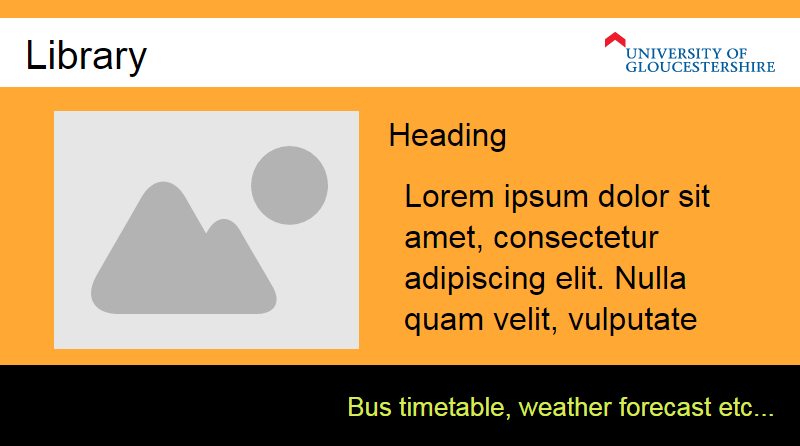 Library
UNIVERSITY OF
GLOUCESTERSHIRE
Heading
Lorem ipsum dolor sit
amet, consectetur
adipiscing elit. Nulla
quam velit, vulputate
Bus timetable, weather forecast etc...